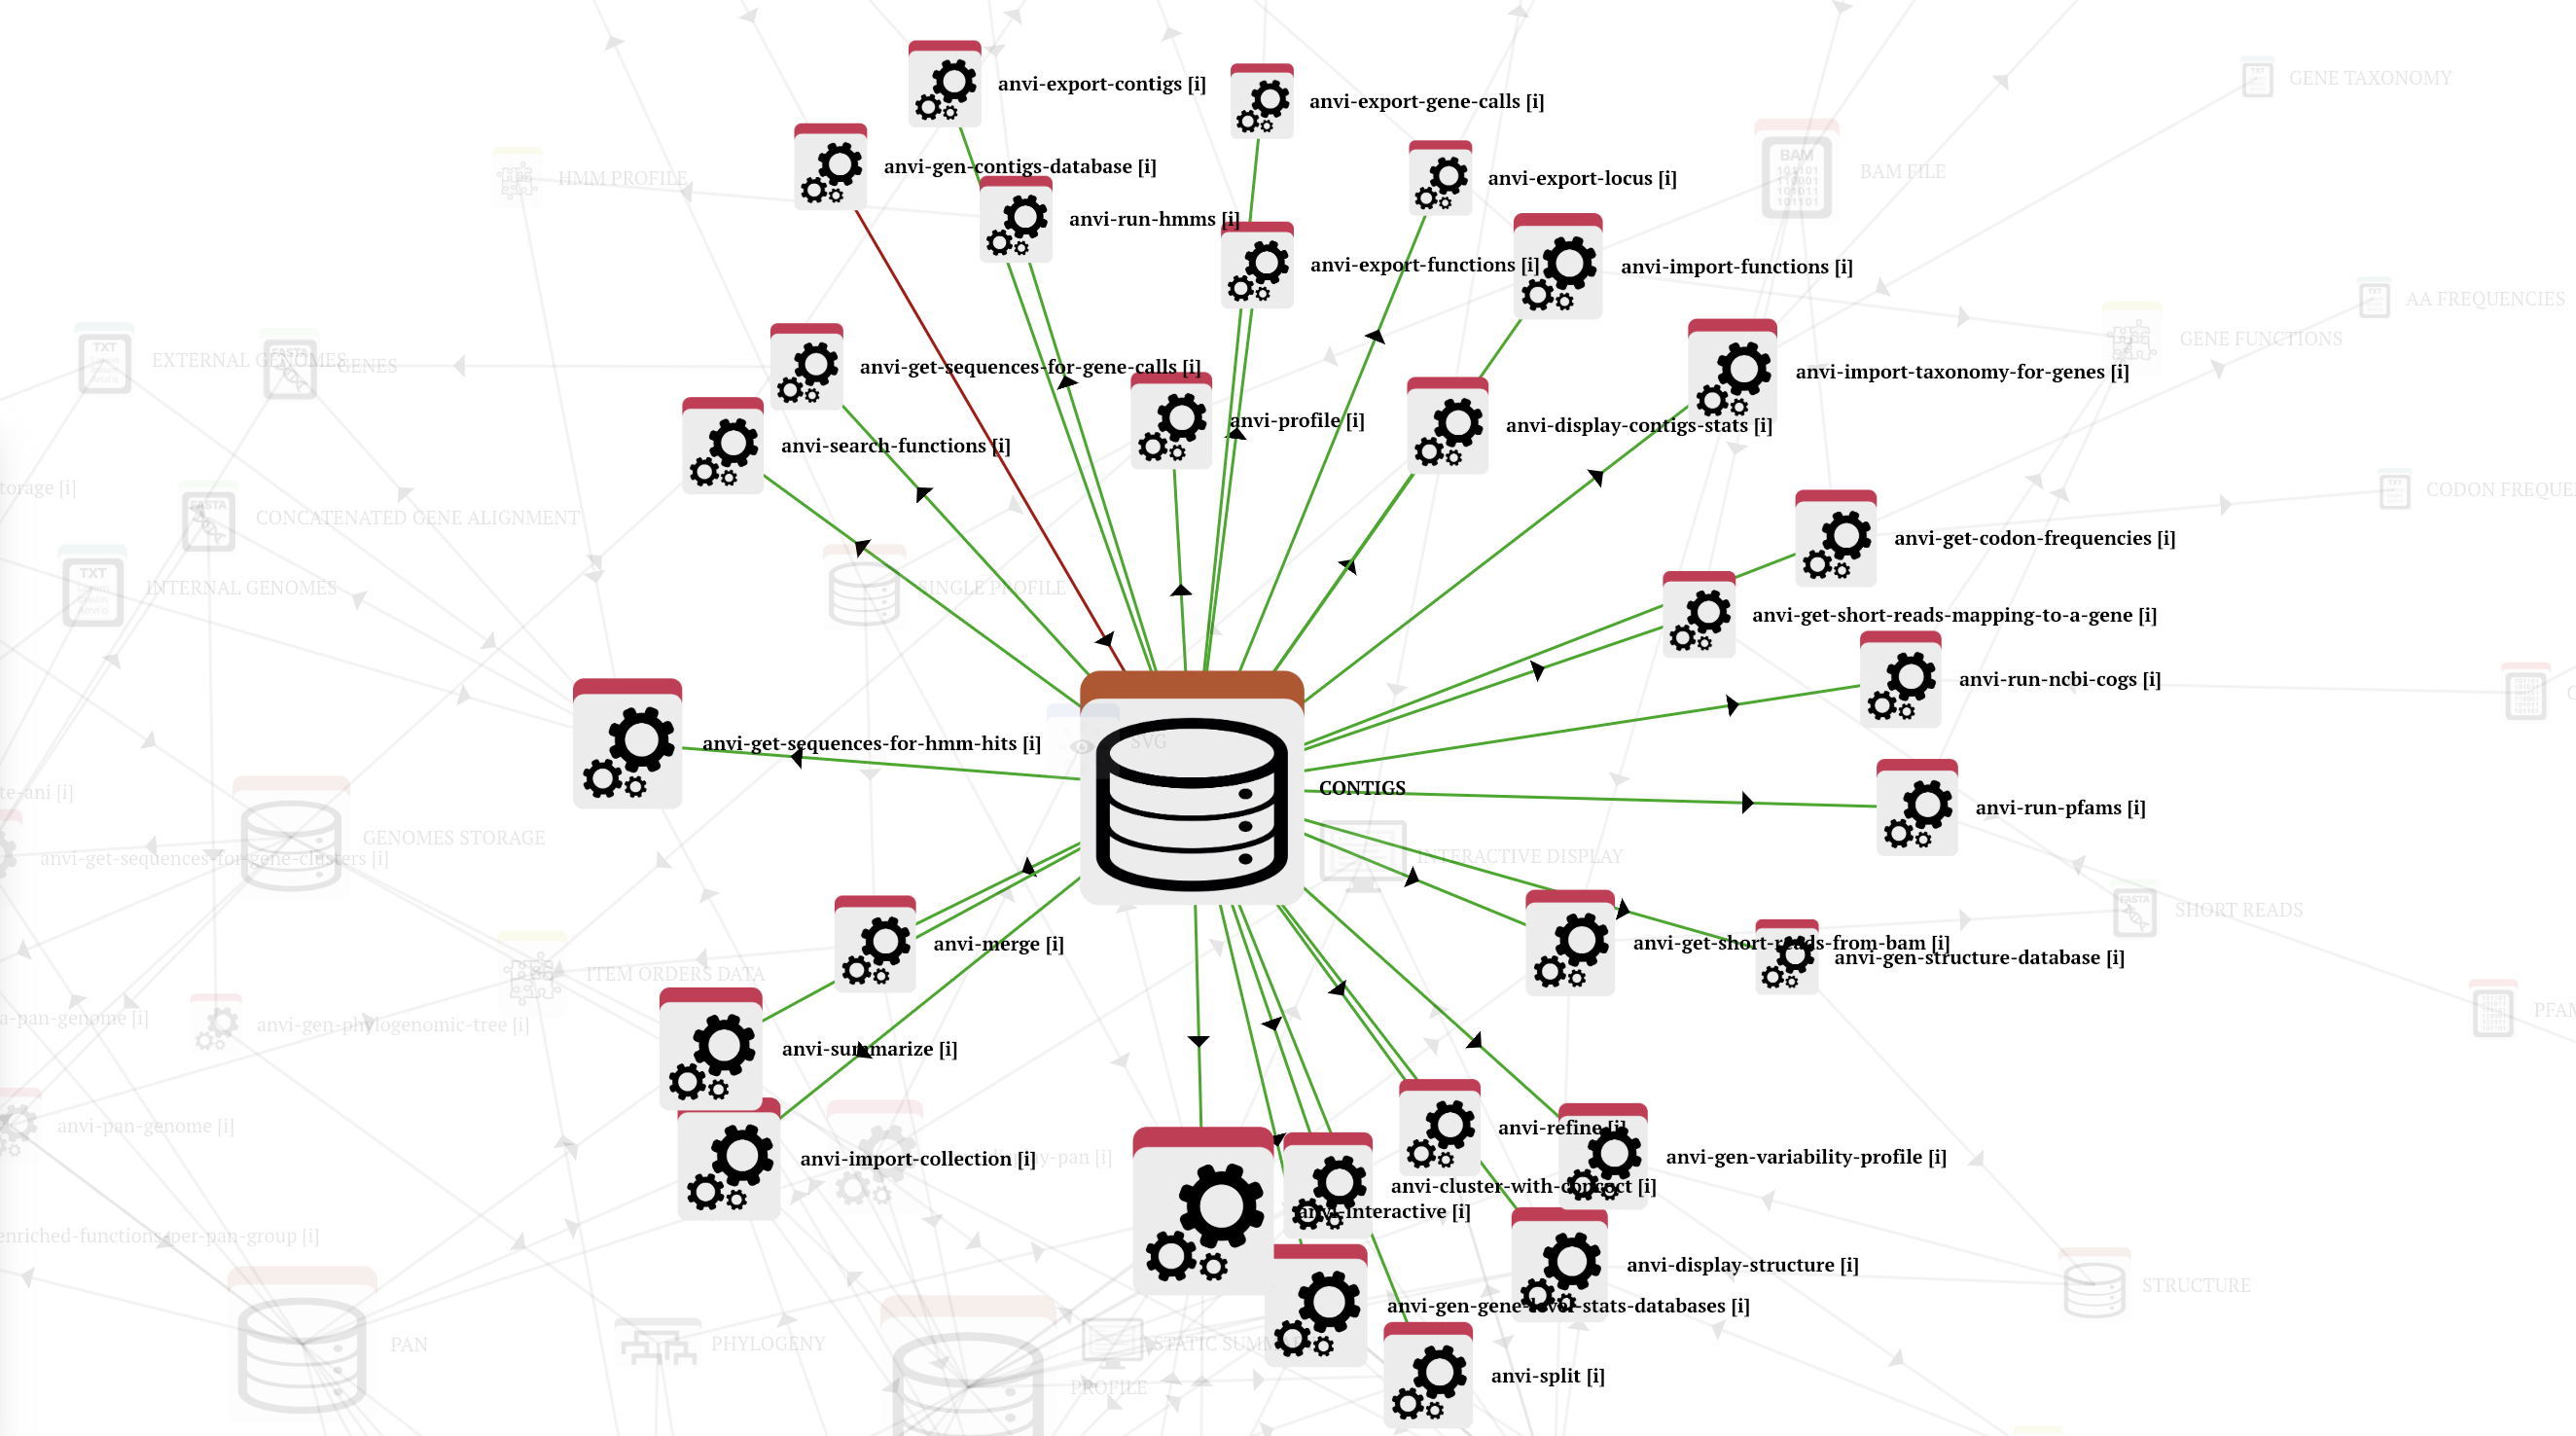 anvi-export-contigs [i]
GENE TAXONOMY
anvi-export-gene-calls [i]
anvi-gen-contigs-database [i]
BAM FILE
HMM PROFILE
anvi-export-locus [i]
anvi-run-hmms [i]
anvi-export-functions [i]
anvi-import-functions [i]
AA FREQUENCIES
GENE FUNCTIONS
EXTERNAL GENOMES
GENES
anvi-get-sequences-for-gene-calls [i]
anvi-import-taxonomy-for-genes [i]
anvi-profile [i]
anvi-display-contigs-stats [i]
anvi-search-functions [i]
torage [i]
CODON FREQUE
CONCATENATED GENE ALIGNMENT
anvi-get-codon-frequencies [i]
INTERNAL GENOMES
SINGLE PROFILE
anvi-get-short-reads-mapping-to-a-gene [i]
anvi-run-ncbi-cogs [i]
anvi-get-sequences-for-hmm-hits [i]
SVG
CONTIGS
te-ani [i]
anvi-run-pfams [i]
GENOMES STORAGE
anvi-get-sequences-for-gene-clusters [i]
INTERACTIVE DISPLAY
SHORT READS
anvi-merge [i]
anvi-get-short-reads-from-bam [i]
anvi-gen-structure-database [i]
ITEM ORDERS DATA
a-pan-genome [i]
anvi-gen-phylogenomic-tree [i]
PFAM
anvi-summarize [i]
anvi-pan-genome [i]
anvi-refine [i]
anvi-import-collection [i]
anvi-gen-variability-profile [i]
anvi-cluster-with-concoct [i]
anvi-interactive [i]
enriched-functions-per-pan-group [i]
anvi-display-structure [i]
STRUCTURE
anvi-gen-gene-level-stats-databases [i]
PAN
PHYLOGENY
STATIC SUMM
anvi-split [i]
PROFILE